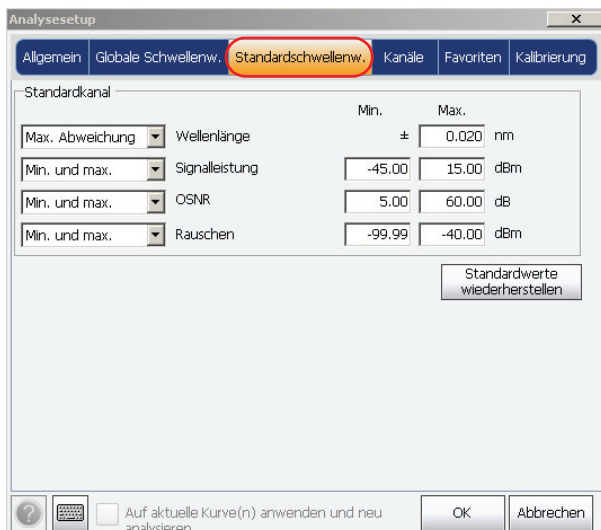 Analysesetup
Allgemein Globale Schwellenw. Standardschwellenw. Kanäle Favoriten Kalibrierung
Standardkanal
Min. Max.
Max. Abweichung Wellenlänge ± 0.020 nm
Min. und max. Signalleistung -45.00 15.00 dBm
Min. und max. OSNR 5.00 60.00 dB
Min. und max. Rauschen -99.99 -40.00 dBm
Standardwerte
wiederherstellen
Auf aktuelle Kurve(n) anwenden und neu
analysieren
OK Abbrechen